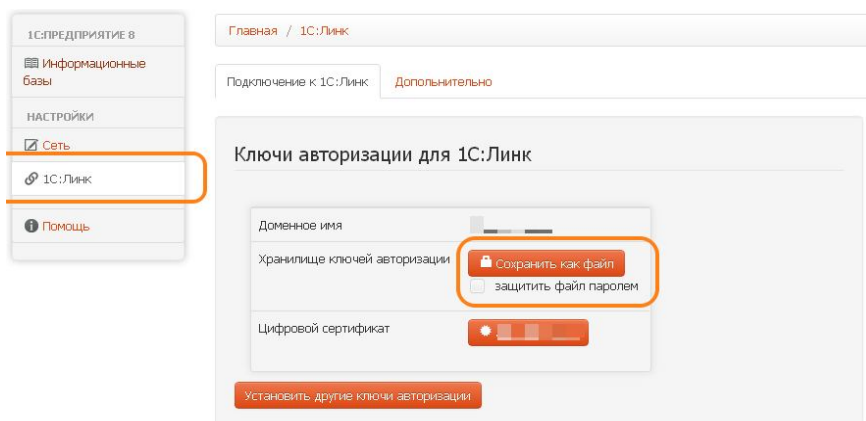 1С:ПРЕДПРИЯТИЕ 8
Информационные
базы
НАСТРОЙКИ
Сеть
1С:Линк
Помощь
Главная / 1С:Линк
Подключение к 1С:Линк Допольнительно
Ключи авторизации для 1С:Линк
Доменное имя
Хранилище ключей авторизации Сохранить как файл
защитить файл паролем
Цифровой сертификат
Установить другие ключи авторизации